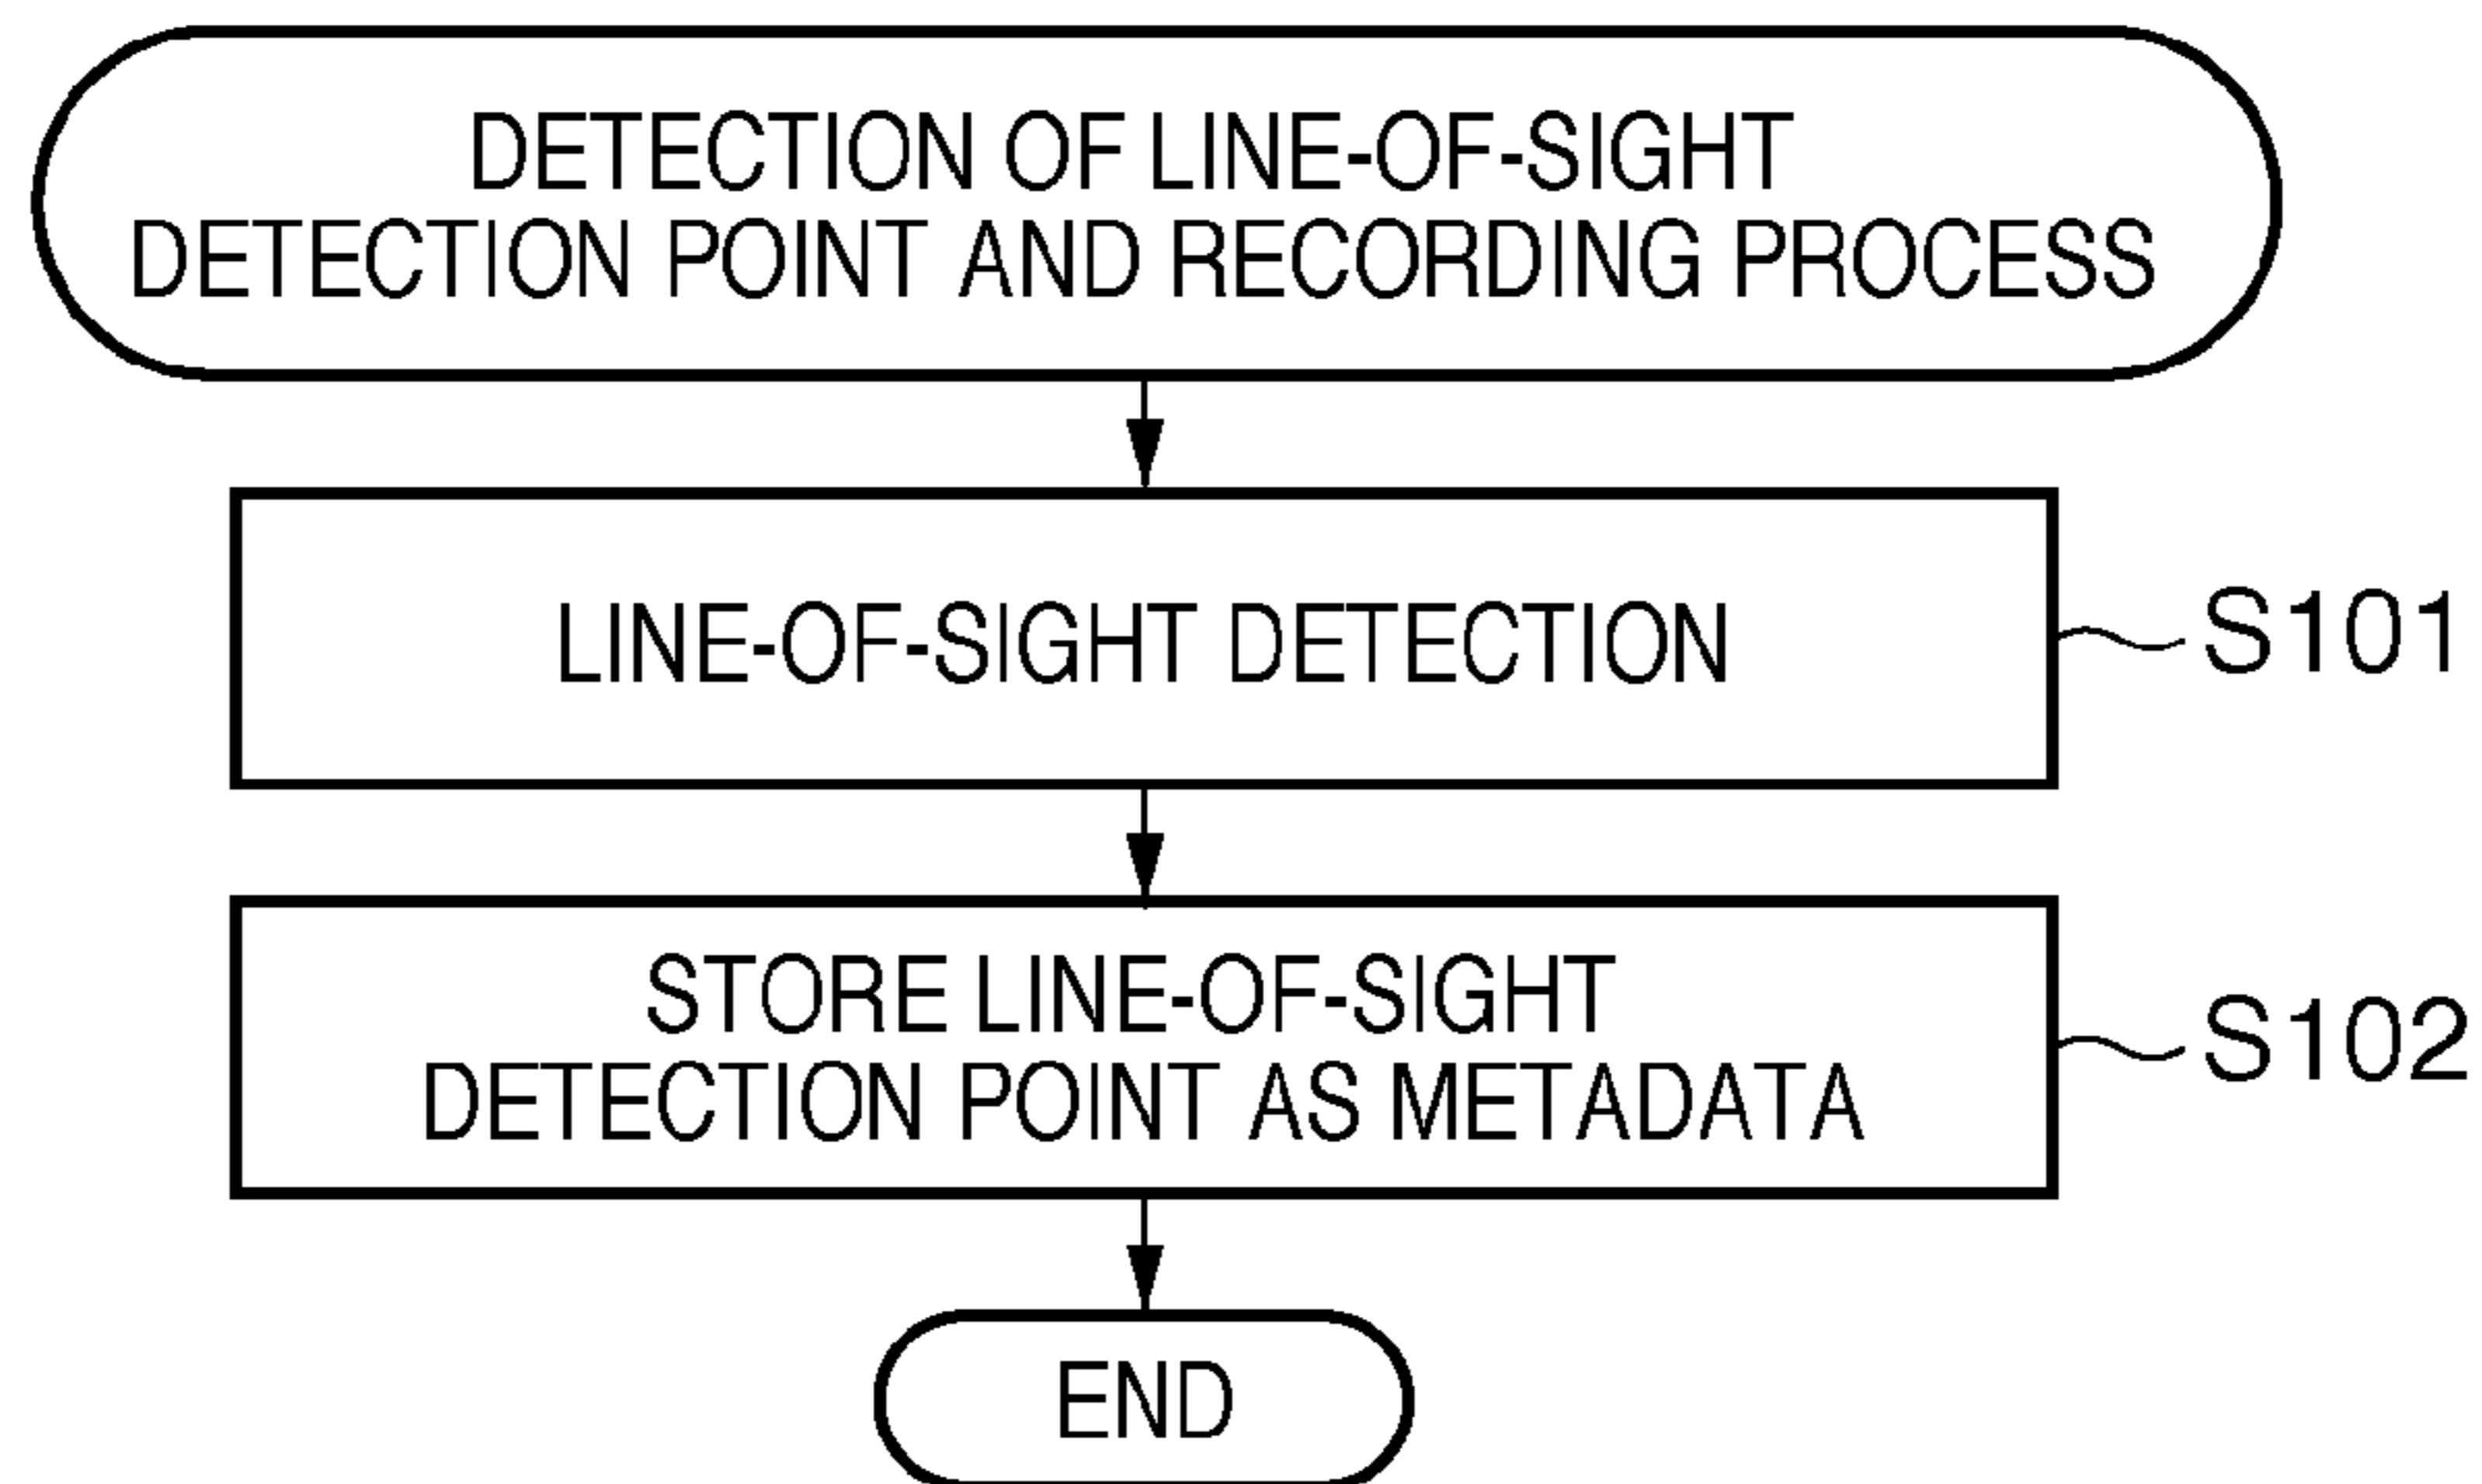 DETECTION OF LINE-OF-SIGHT
DETECTION POINT AND RECORDING PROCESS
LINE-OF-SIGHT DETECTION
S101
STORE LINE-OF-SIGHT
DETECTION POINT AS METADATA
S102
END